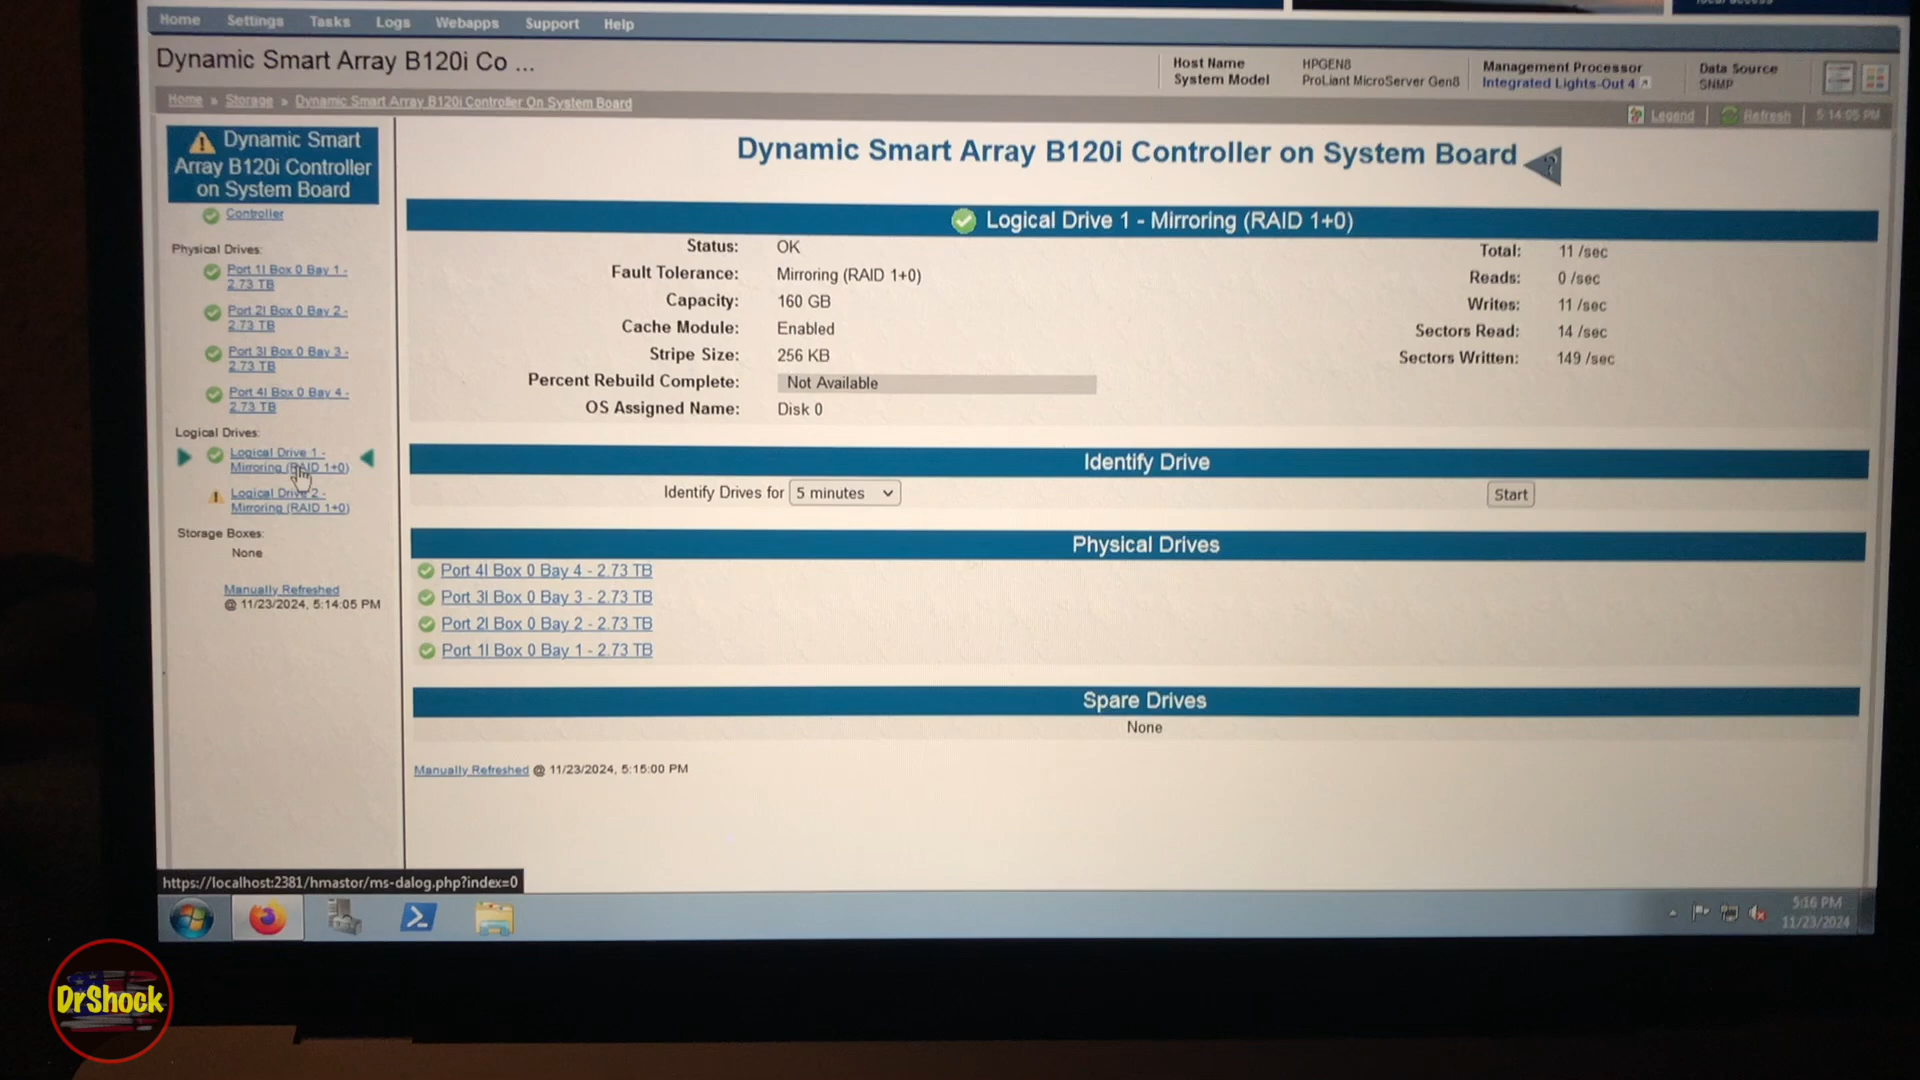 Home Settings Tasks Logs Webapps Support Help
Dynamic Smart Array B120i Co ...
Host Name HPGEN8
System Model ProLiant MicroServer Gen8
Management Processor
Integrated Lights-Out 4
Data Source
SNMP
Home » Storage » Dynamic Smart Array B120i Controller On System Board
Legend Refresh 5:14:05 PM
Dynamic Smart
Array B120i Controller
on System Board
Controller
Physical Drives:
Port 1I Box 0 Bay 1 -
2.73 TB
Port 2I Box 0 Bay 2 -
2.73 TB
Port 3I Box 0 Bay 3 -
2.73 TB
Port 4I Box 0 Bay 4 -
2.73 TB
Logical Drives:
Logical Drive 1 -
Mirroring (RAID 1+0)
Logical Drive 2 -
Mirroring (RAID 1+0)
Storage Boxes:
None
Manually Refreshed
@ 11/23/2024, 5:14:05 PM
Dynamic Smart Array B120i Controller on System Board ?
Logical Drive 1 - Mirroring (RAID 1+0)
Status: OK
Fault Tolerance: Mirroring (RAID 1+0)
Capacity: 160 GB
Cache Module: Enabled
Stripe Size: 256 KB
Percent Rebuild Complete: Not Available
OS Assigned Name: Disk 0
Total: 11 /sec
Reads: 0 /sec
Writes: 11 /sec
Sectors Read: 14 /sec
Sectors Written: 149 /sec
Identify Drive
Identify Drives for 5 minutes Start
Physical Drives
Port 4I Box 0 Bay 4 - 2.73 TB
Port 3I Box 0 Bay 3 - 2.73 TB
Port 2I Box 0 Bay 2 - 2.73 TB
Port 1I Box 0 Bay 1 - 2.73 TB
Spare Drives
None
Manually Refreshed @ 11/23/2024, 5:15:00 PM
https://localhost:2381/hmastor/ms-dalog.php?index=0
5:16 PM
11/23/2024
DrShock